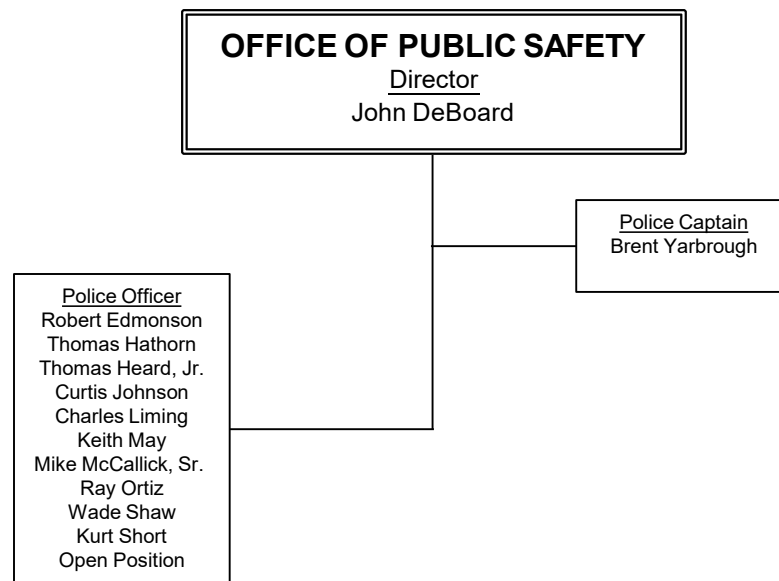 OFFICE OF PUBLIC SAFETY
Director
John DeBoard
Police Captain
Brent Yarbrough
Police Officer
Robert Edmonson
Thomas Hathorn
Thomas Heard, Jr.
Curtis Johnson
Charles Liming
Keith May
Mike McCallick, Sr.
Ray Ortiz
Wade Shaw
Kurt Short
Open Position